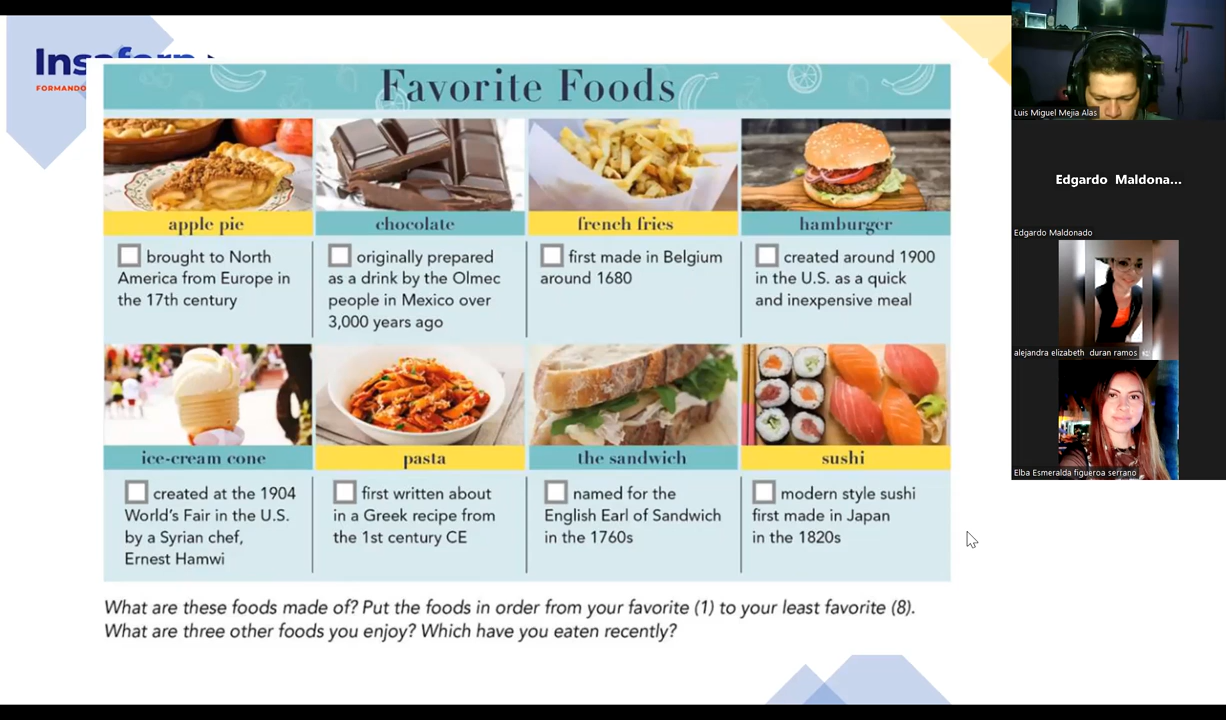 Insaforp
FORMANDO
Favorite Foods
apple pie
brought to North
America from Europe in
the 17th century
chocolate
originally prepared
as a drink by the Olmec
people in Mexico over
3,000 years ago
french fries
first made in Belgium
around 1680
hamburger
created around 1900
in the U.S. as a quick
and inexpensive meal
ice-cream cone
created at the 1904
World's Fair in the U.S.
by a Syrian chef,
Ernest Hamwi
pasta
first written about
in a Greek recipe from
the 1st century CE
the sandwich
named for the
English Earl of Sandwich
in the 1760s
sushi
modern style sushi
first made in Japan
in the 1820s
What are these foods made of? Put the foods in order from your favorite (1) to your least favorite (8).
What are three other foods you enjoy? Which have you eaten recently?
Luis Miguel Mejia Alas
Edgardo Maldona...
Edgardo Maldonado
alejandra elizabeth duran ramos
Elba Esmeralda figueroa serrano